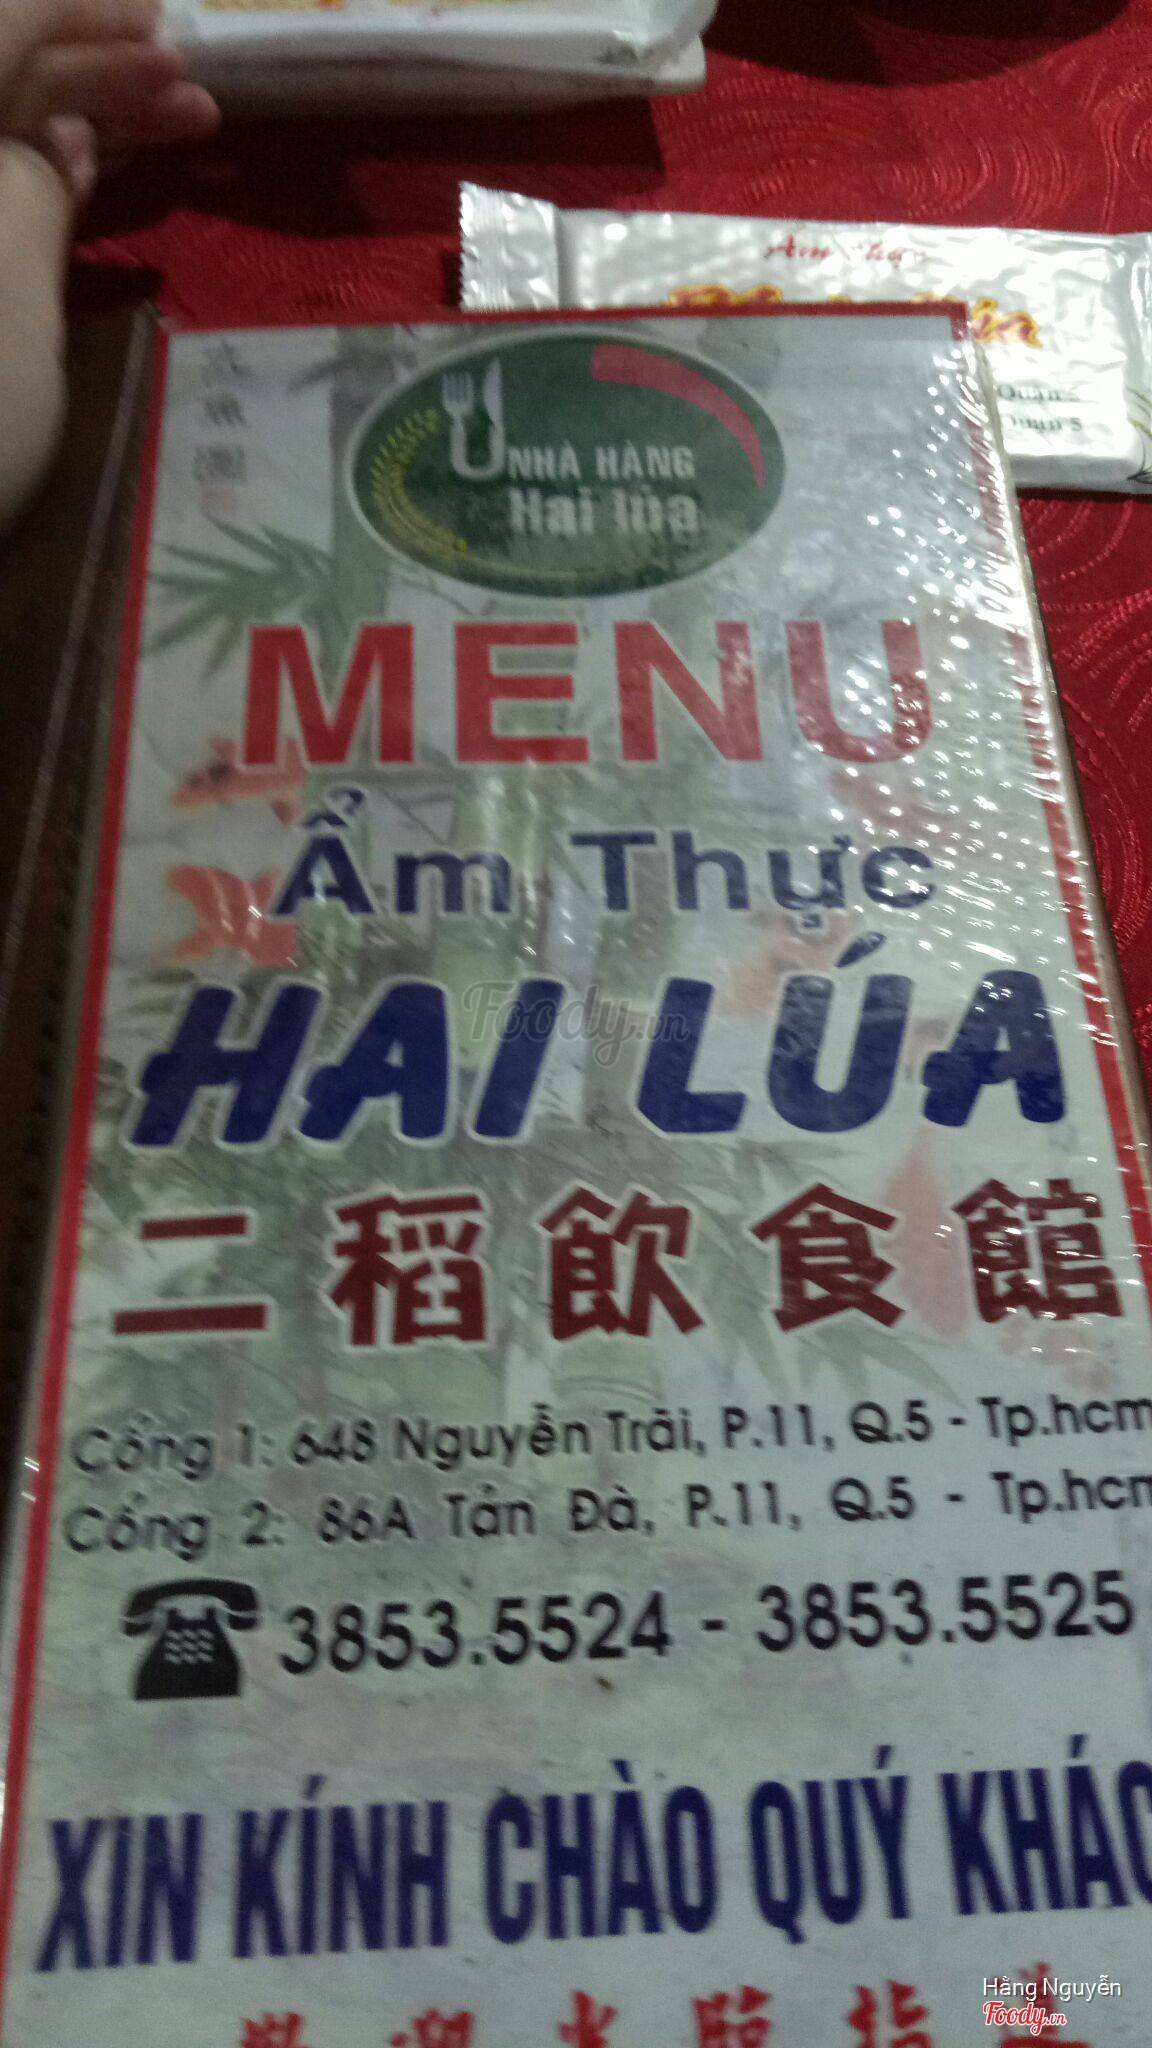 NHÀ HÀNG
Hai lúa
MENU
Ẩm Thực
HAI LÚA
二稻飲食館
Cổng 1: 648 Nguyễn Trãi, P.11, Q.5 - Tp.hcm
Cổng 2: 86A Tản Đà, P.11, Q.5 - Tp.hcm
3853.5524 - 3853.5525
XIN KÍNH CHÀO QUÝ KHÁC
Quận 5
Foody.vn
Hằng Nguyễn
Foody.vn